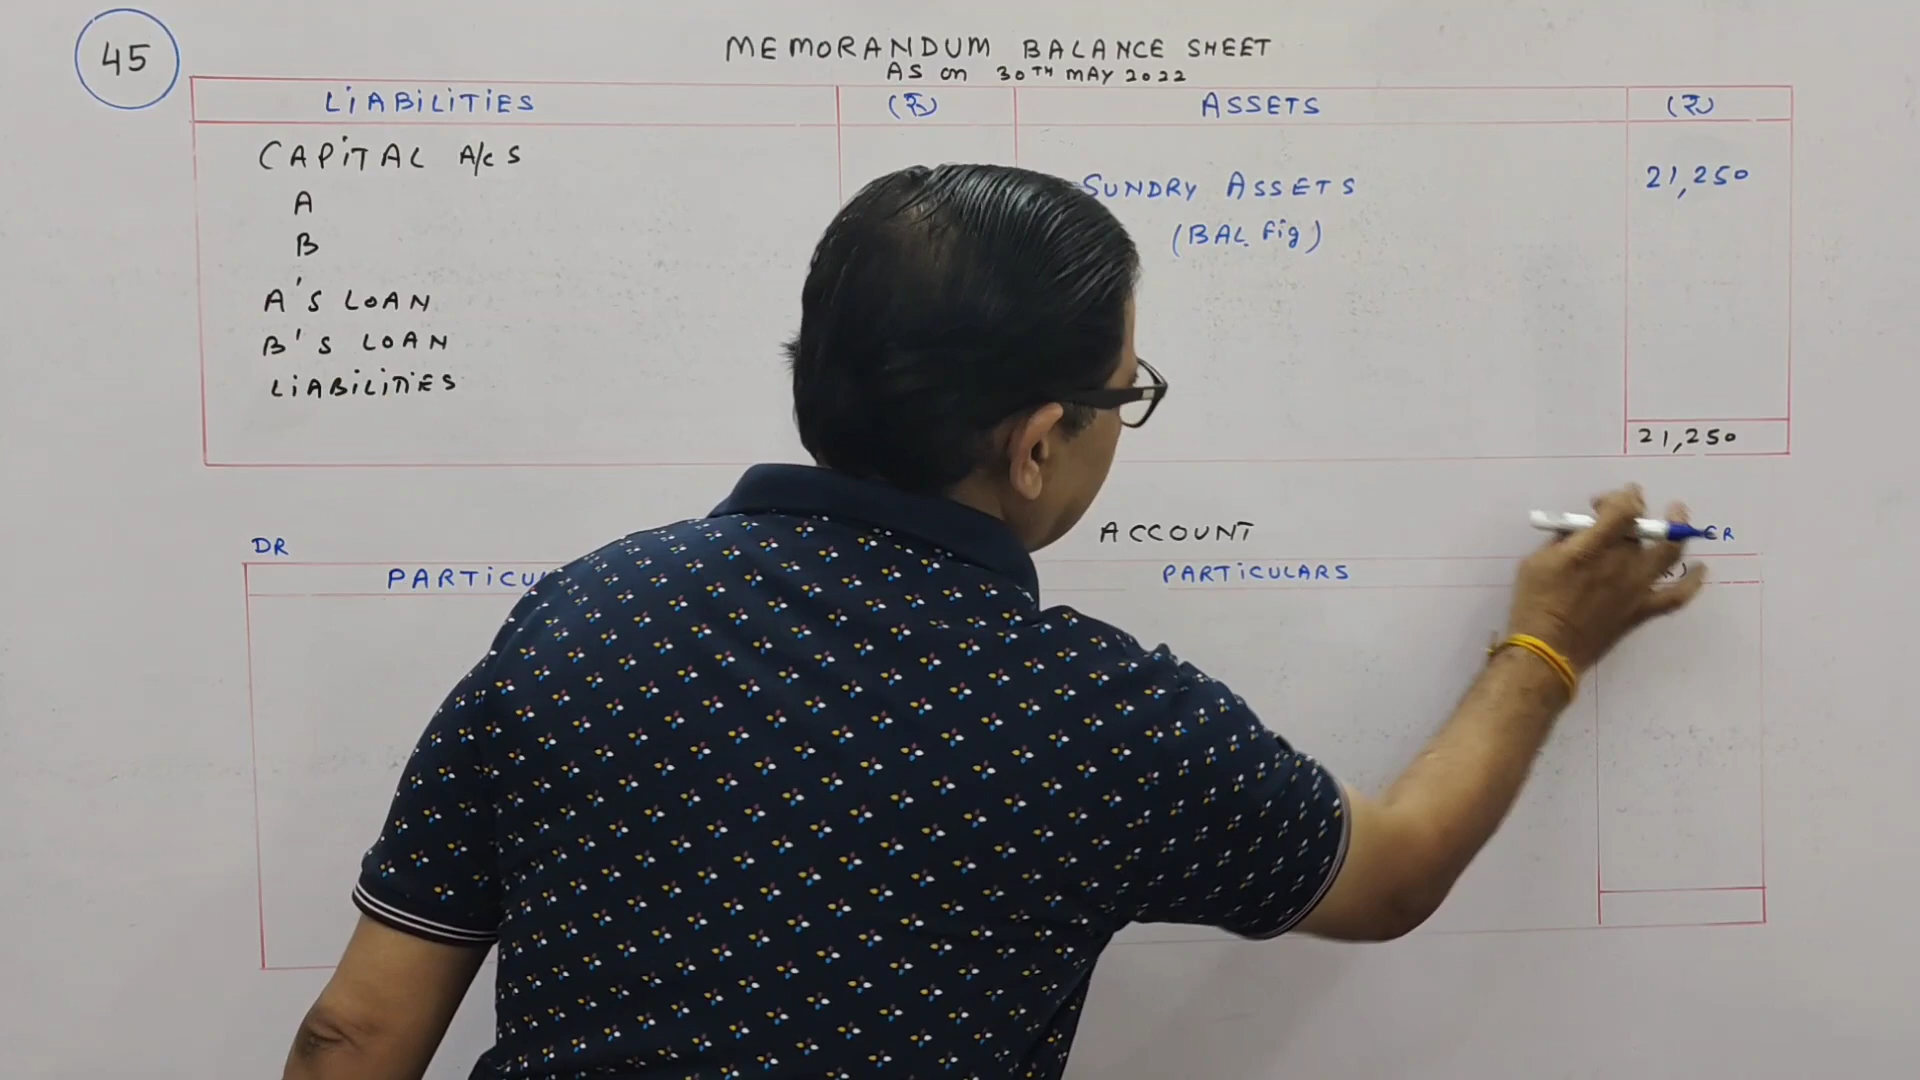 45
MEMORANDUM BALANCE SHEET
AS on 30TH MAY 2022
LIABILITIES (₹) ASSETS (₹)
CAPITAL A/c S
SUNDRY ASSETS 21,250
A
(BAL. fig)
B
A'S LOAN
B'S LOAN
LIABILITIES
21,250
DR ACCOUNT
PARTICULARS